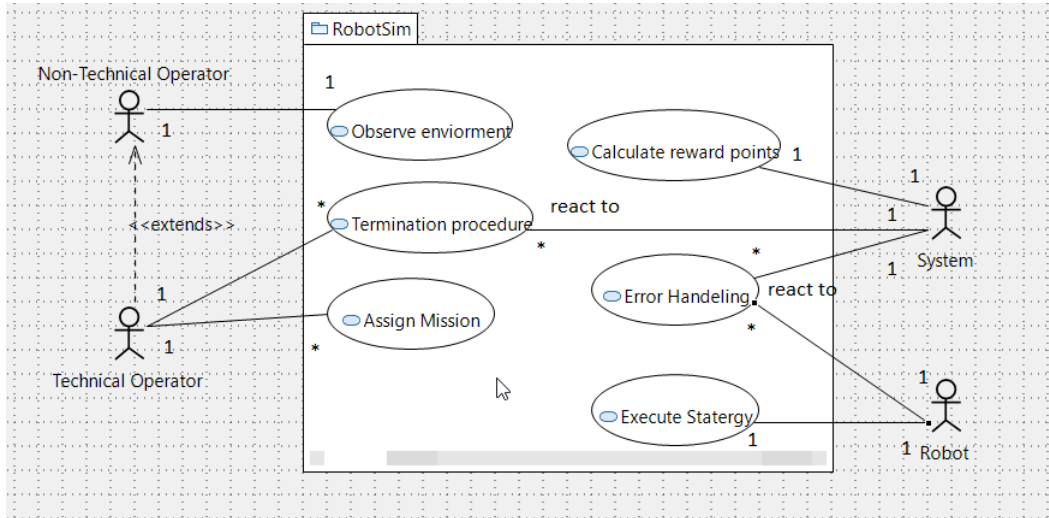 RobotSim
Non-Technical Operator
1
1
Observe enviorment
Calculate reward points
1
1
*
Termination procedure
react to
*
1
System
<<extends>>
*
1
Error Handeling
react to
*
1
Assign Mission
*
1
Technical Operator
1
Execute Statergy
1
1
Robot